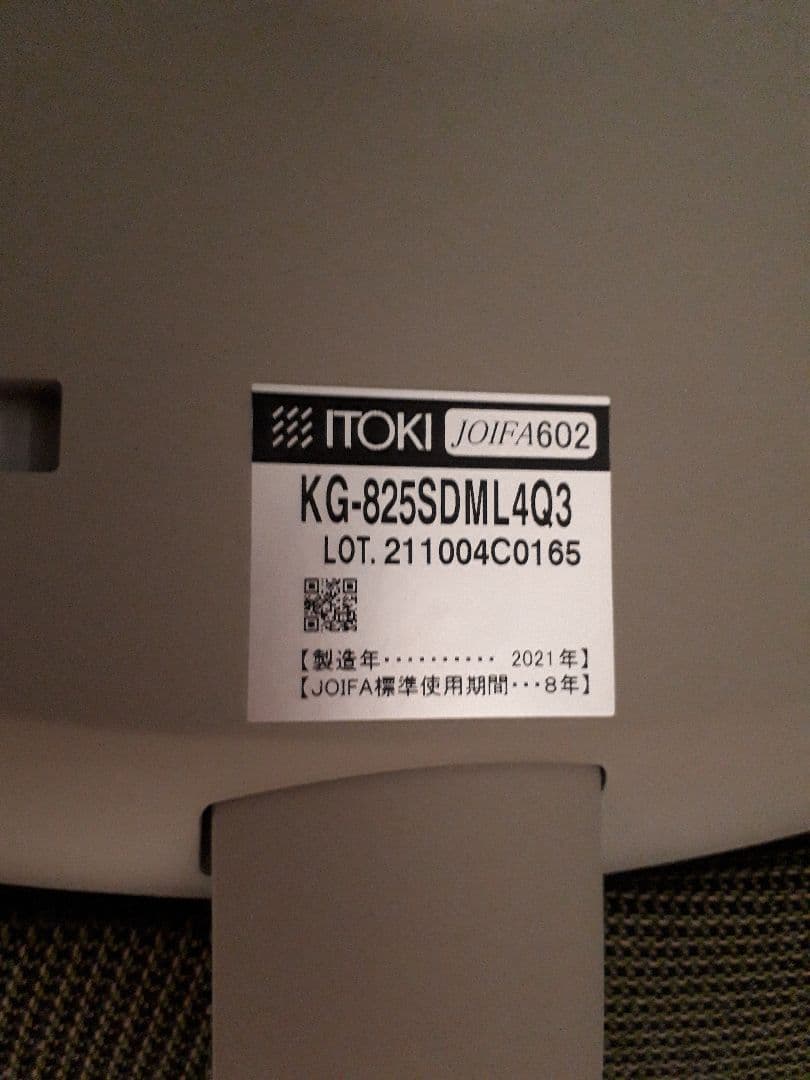 ITOKI JOIFA602
KG-825SDML4Q3
LOT. 211004C0165
【製造年・・・・・・・・・・ 2021年】
【JOIFA標準使用期間・・・8年】